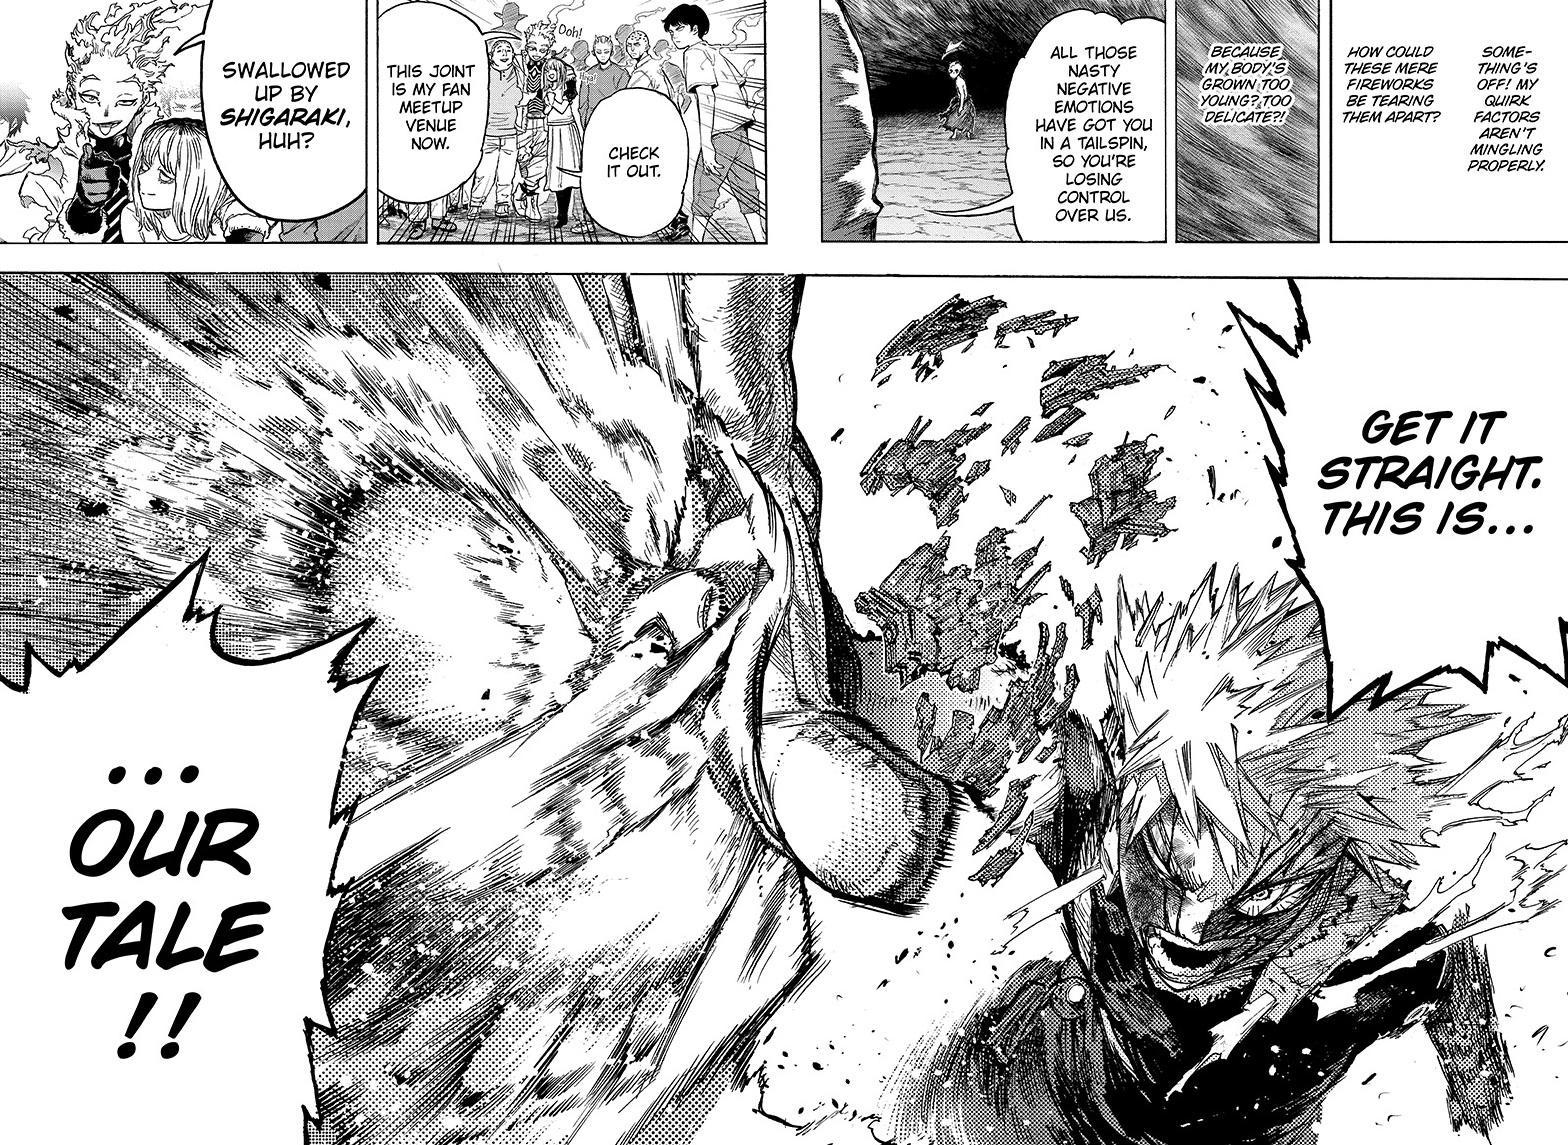 SOME-
THING'S
OFF! MY
QUIRK
FACTORS
AREN'T
MINGLING
PROPERLY.
HOW COULD
THESE MERE
FIREWORKS
BE TEARING
THEM APART?
BECAUSE
MY BODY'S
GROWN TOO
YOUNG? TOO
DELICATE?!
ALL THOSE
NASTY
NEGATIVE
EMOTIONS
HAVE GOT YOU
IN A TAILSPIN,
SO YOU'RE
LOSING
CONTROL
OVER US.
CHECK
IT OUT.
Ooh!
THIS JOINT
IS MY FAN
MEETUP
VENUE
NOW.
SWALLOWED
UP BY
SHIGARAKI,
HUH?
GET IT
STRAIGHT.
THIS IS...
...
OUR
TALE
!!